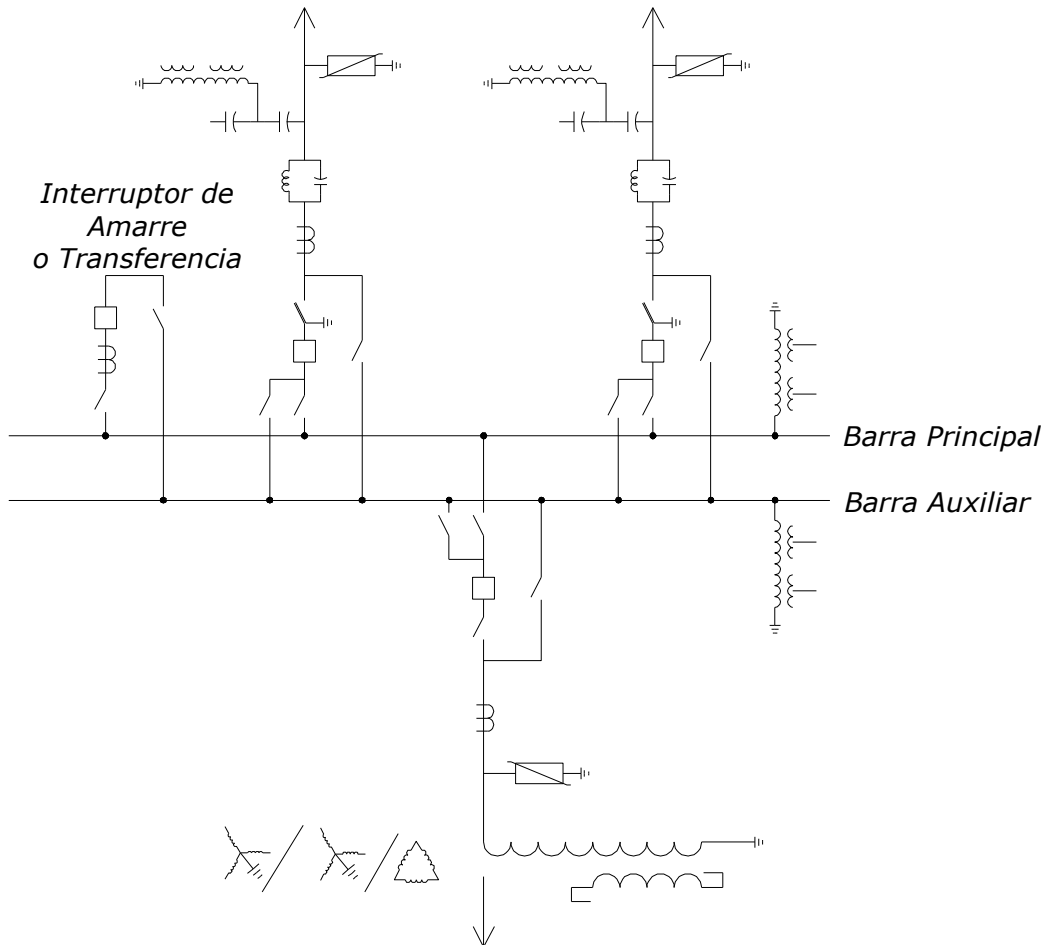 Interruptor de
Amarre
o Transferencia
Barra Principal
Barra Auxiliar